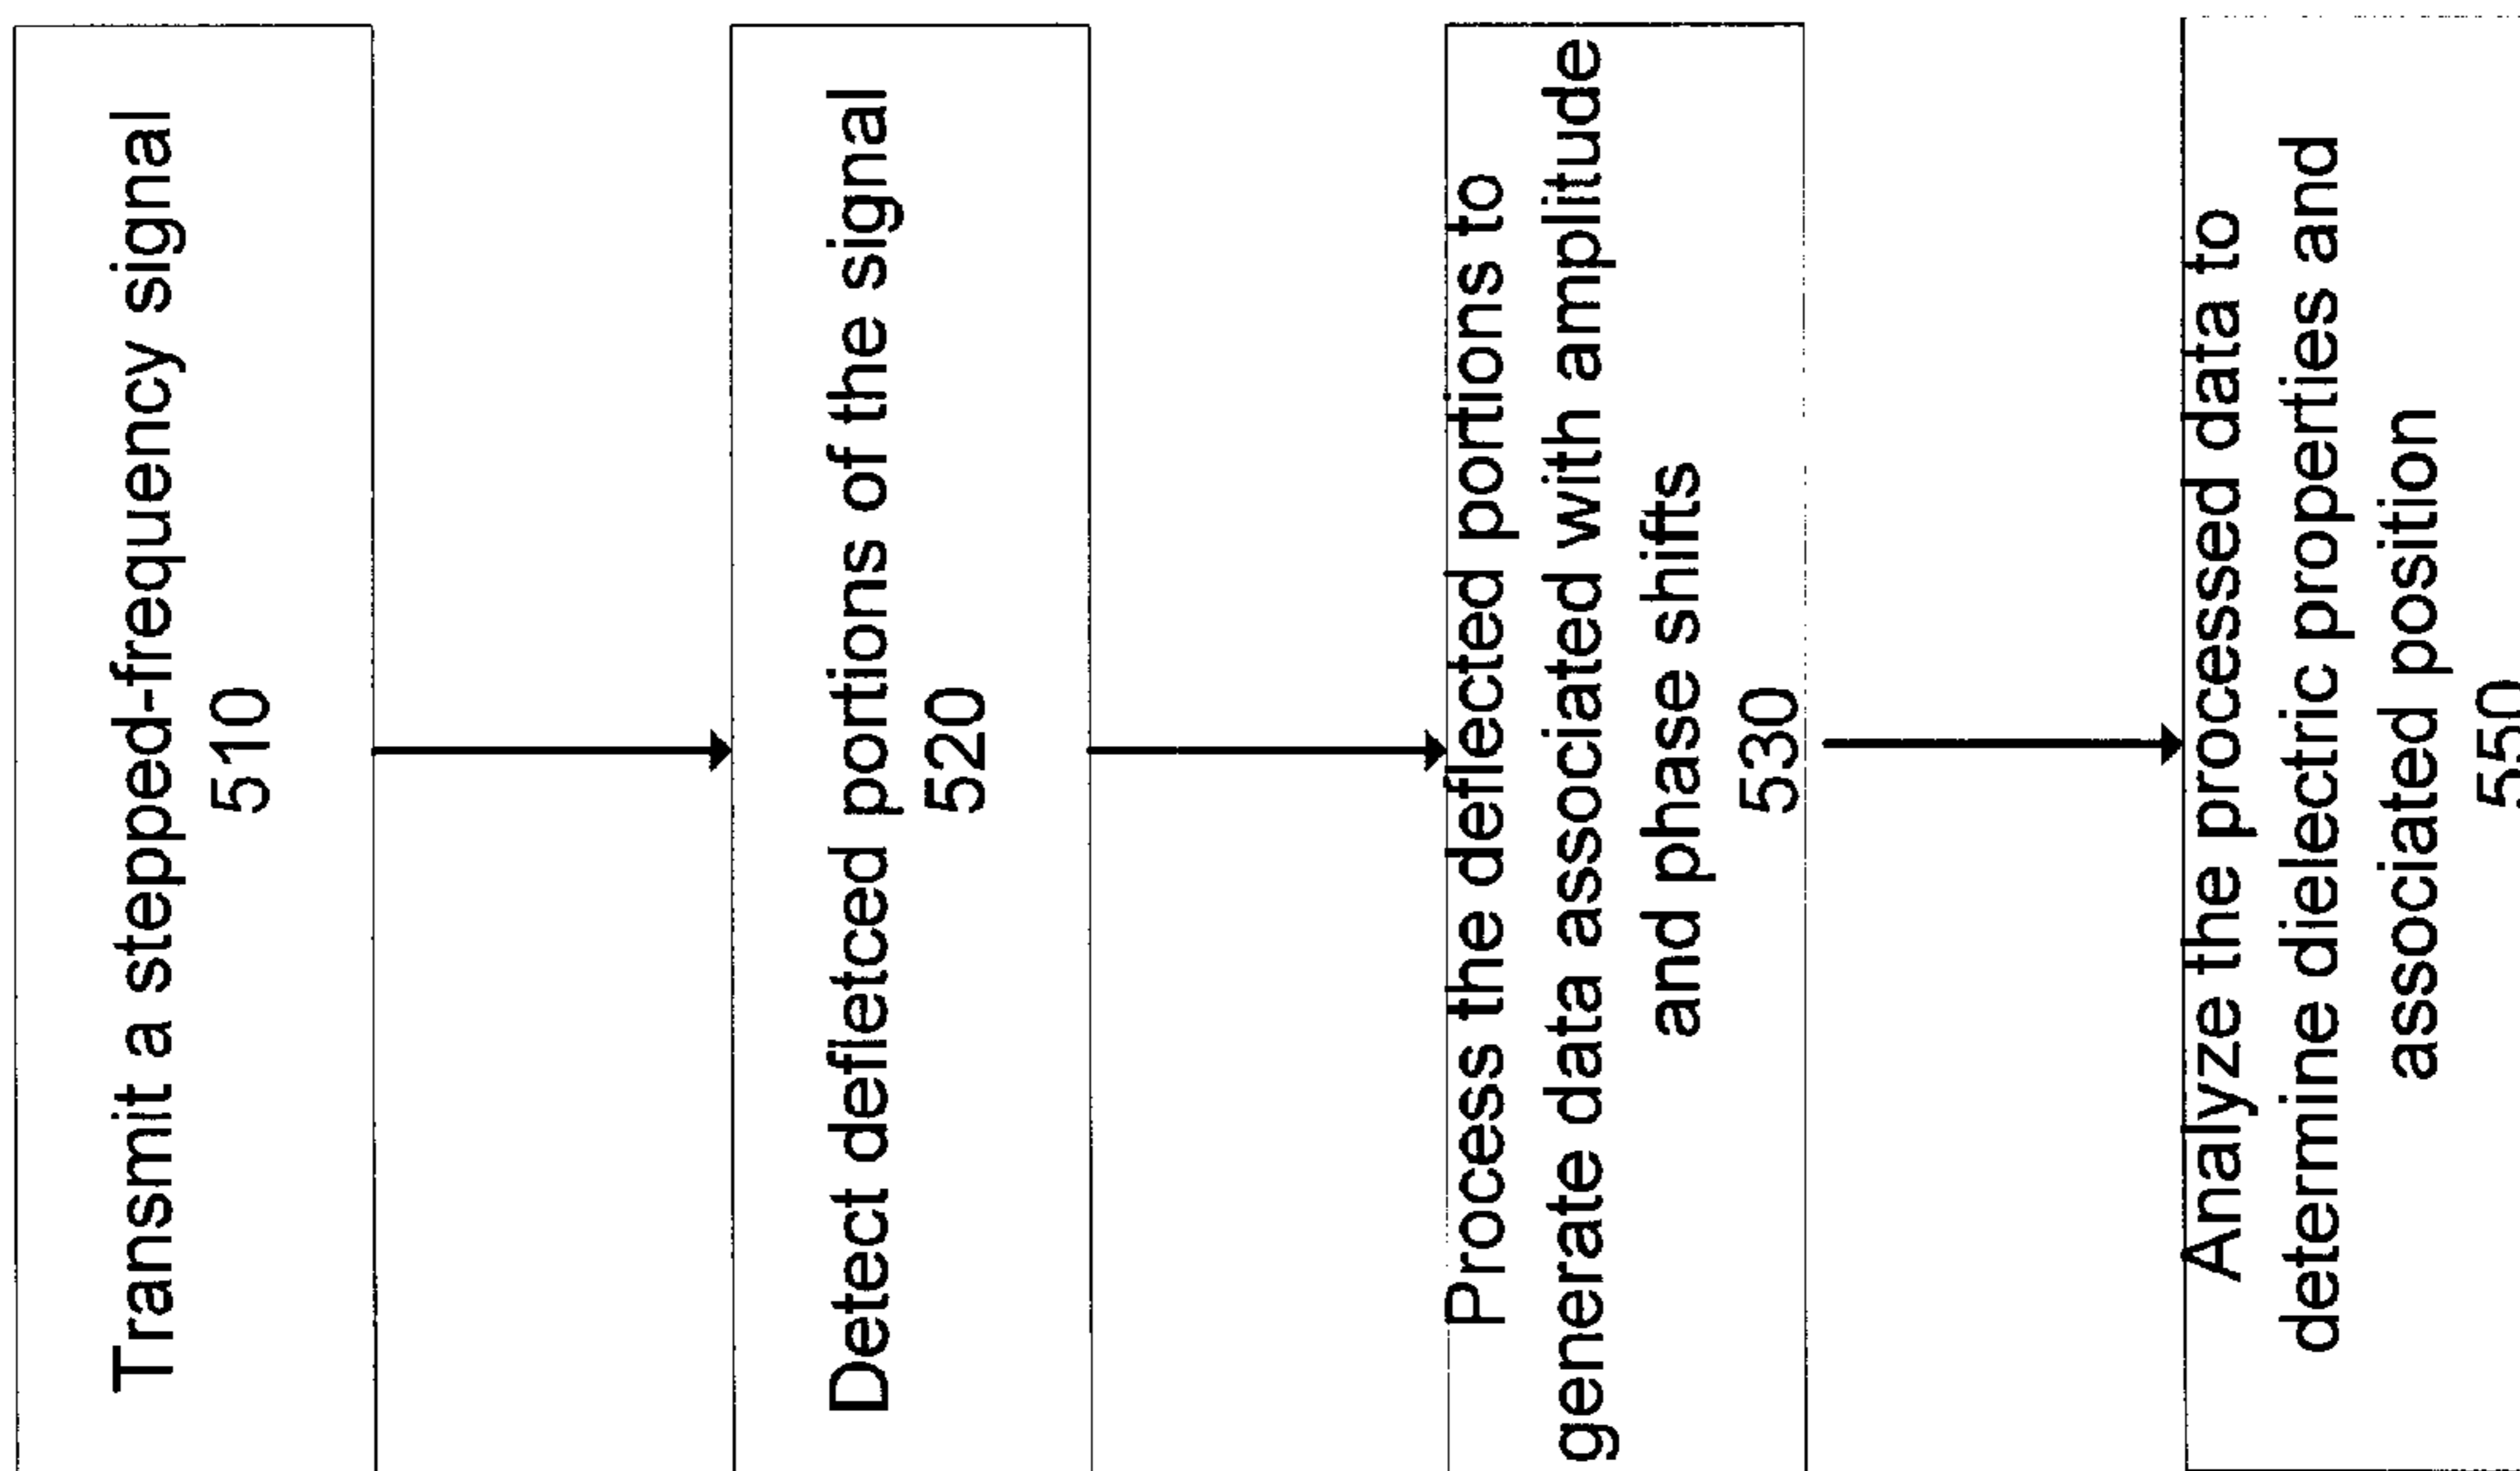 Transmit a stepped-frequency signal
510
Detect defletced portions of the signal
520
Process the deflected portions to
generate data associated with amplitude
and phase shifts
530
Analyze the processed data to
determine dielectric properties and
associated position
550